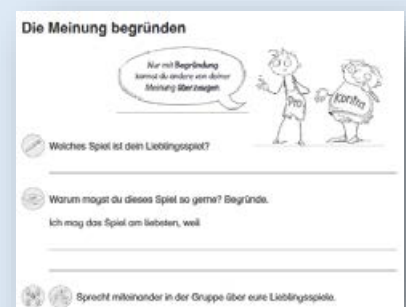 Die Meinung begründen
Nur mit Begründung
kannst du andere von deiner
Meinung überzeugen.
Pro
Kontra
Welches Spiel ist dein Lieblingsspiel?
Warum magst du dieses Spiel so gerne? Begründe.
Ich mag das Spiel am liebsten, weil
Sprecht miteinander in der Gruppe über eure Lieblingsspiele.